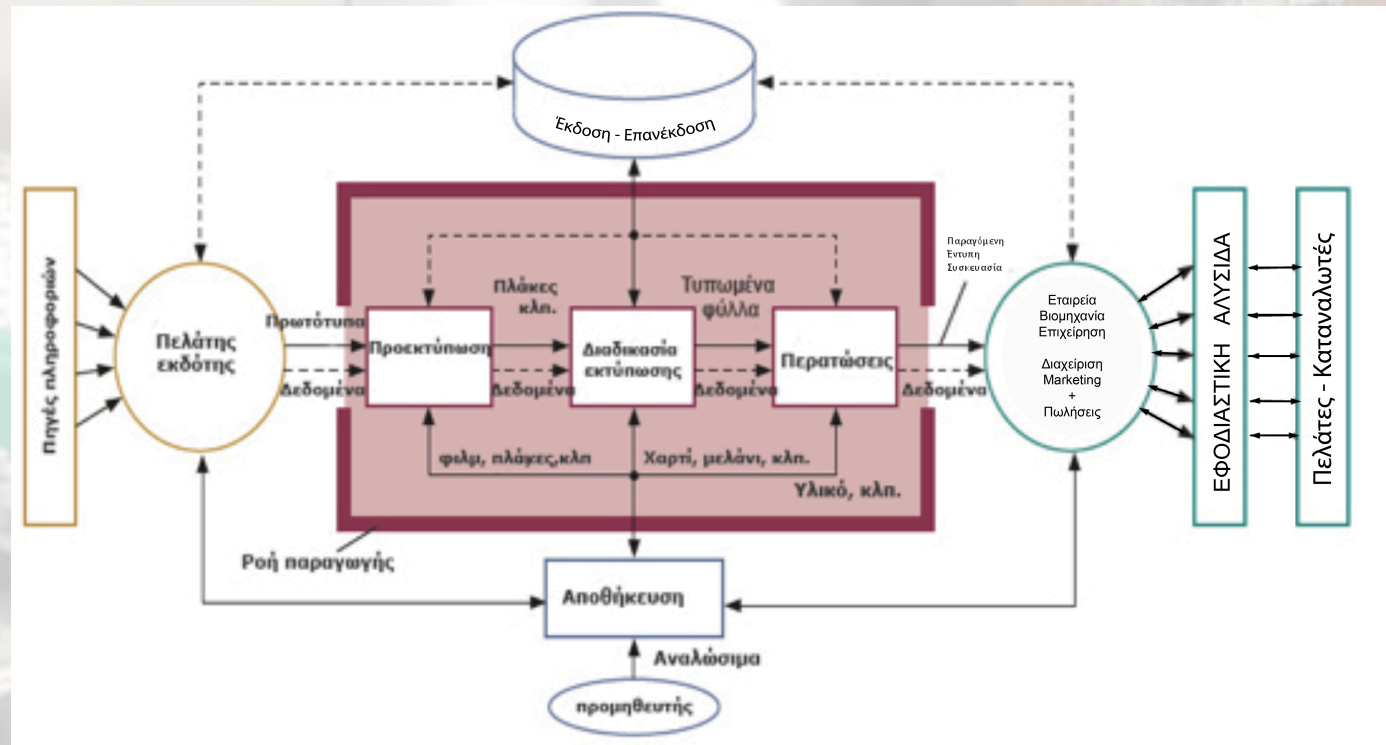 Έκδοση - Επανέκδοση
Πηγές πληροφοριών
Πελάτης
εκδότης
Πρωτότυπα
Δεδομένα
Προεκτύπωση
Πλάκες
κλπ.
Δεδομένα
Διαδικασία
εκτύπωσης
Τυπωμένα
φύλλα
Δεδομένα
Περατώσεις
Παραγόμενη
Έντυπη
Συσκευασία
Δεδομένα
Εταιρεία
Βιομηχανία
Επιχείρηση
Διαχείριση
Marketing
+
Πωλήσεις
ΕΦΟΔΙΑΣΤΙΚΗ ΑΛΥΣΙΔΑ
Πελάτες - Καταναλωτές
φιλμ, πλάκες,κλπ
Χαρτί, μελάνι, κλπ.
Υλικό, κλπ.
Ροή παραγωγής
Αποθήκευση
Αναλώσιμα
προμηθευτής